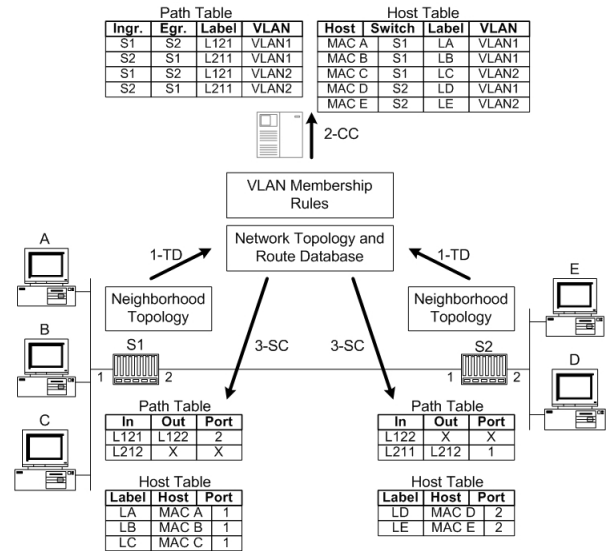 Path Table
Ingr. Egr. Label VLAN
S1 S2 L121 VLAN1
S2 S1 L211 VLAN1
S1 S2 L121 VLAN2
S2 S1 L211 VLAN2
Host Table
Host Switch Label VLAN
MAC A S1 LA VLAN1
MAC B S1 LB VLAN1
MAC C S1 LC VLAN2
MAC D S2 LD VLAN1
MAC E S2 LE VLAN2
2-CC
VLAN Membership
Rules
Network Topology and
Route Database
1-TD
1-TD
A
B
C
E
D
Neighborhood
Topology
Neighborhood
Topology
S1
1 2
3-SC
3-SC
S2
1 2
Path Table
In Out Port
L121 L122 2
L212 X X
Path Table
In Out Port
L122 X X
L211 L212 1
Host Table
Label Host Port
LA MAC A 1
LB MAC B 1
LC MAC C 1
Host Table
Label Host Port
LD MAC D 2
LE MAC E 2